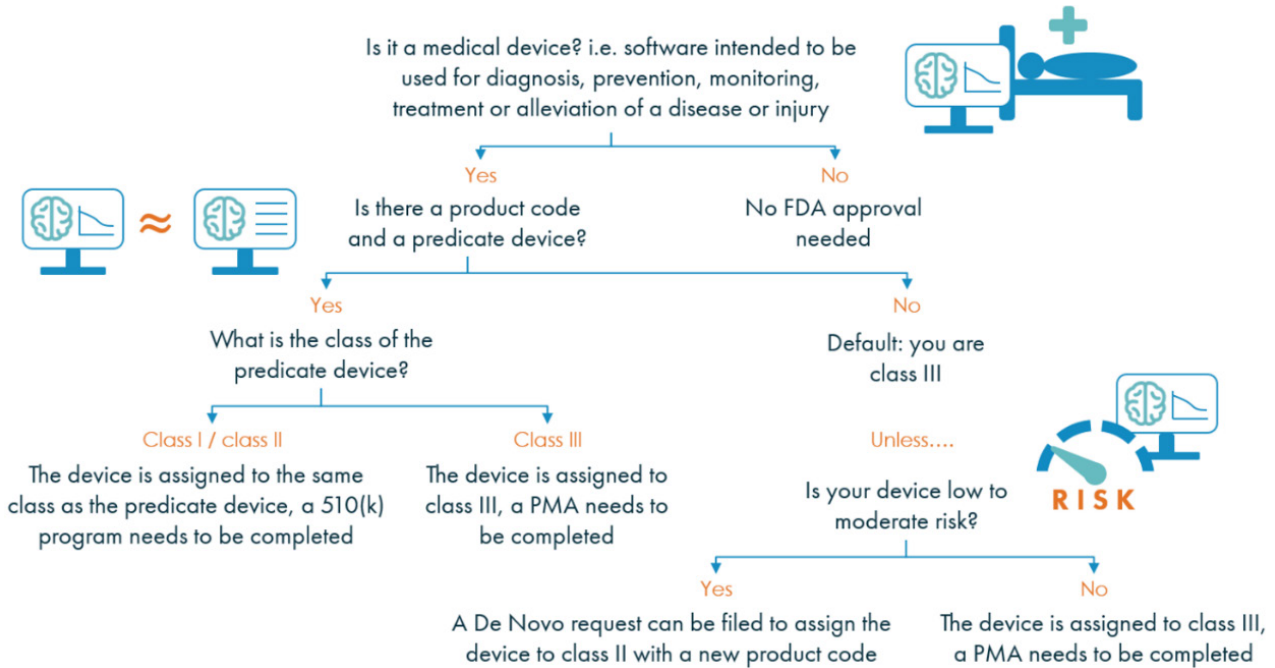 Is it a medical device? i.e. software intended to be
used for diagnosis, prevention, monitoring,
treatment or alleviation of a disease or injury
Yes
No
Is there a product code
and a predicate device?
No FDA approval
needed
≈
Yes
No
What is the class of the
predicate device?
Default: you are
class III
Class I / class II
Class III
Unless....
The device is assigned to the same
class as the predicate device, a 510(k)
program needs to be completed
The device is assigned to
class III, a PMA needs to
be completed
Is your device low to
moderate risk?
RISK
Yes
No
A De Novo request can be filed to assign the
device to class II with a new product code
The device is assigned to class III,
a PMA needs to be completed